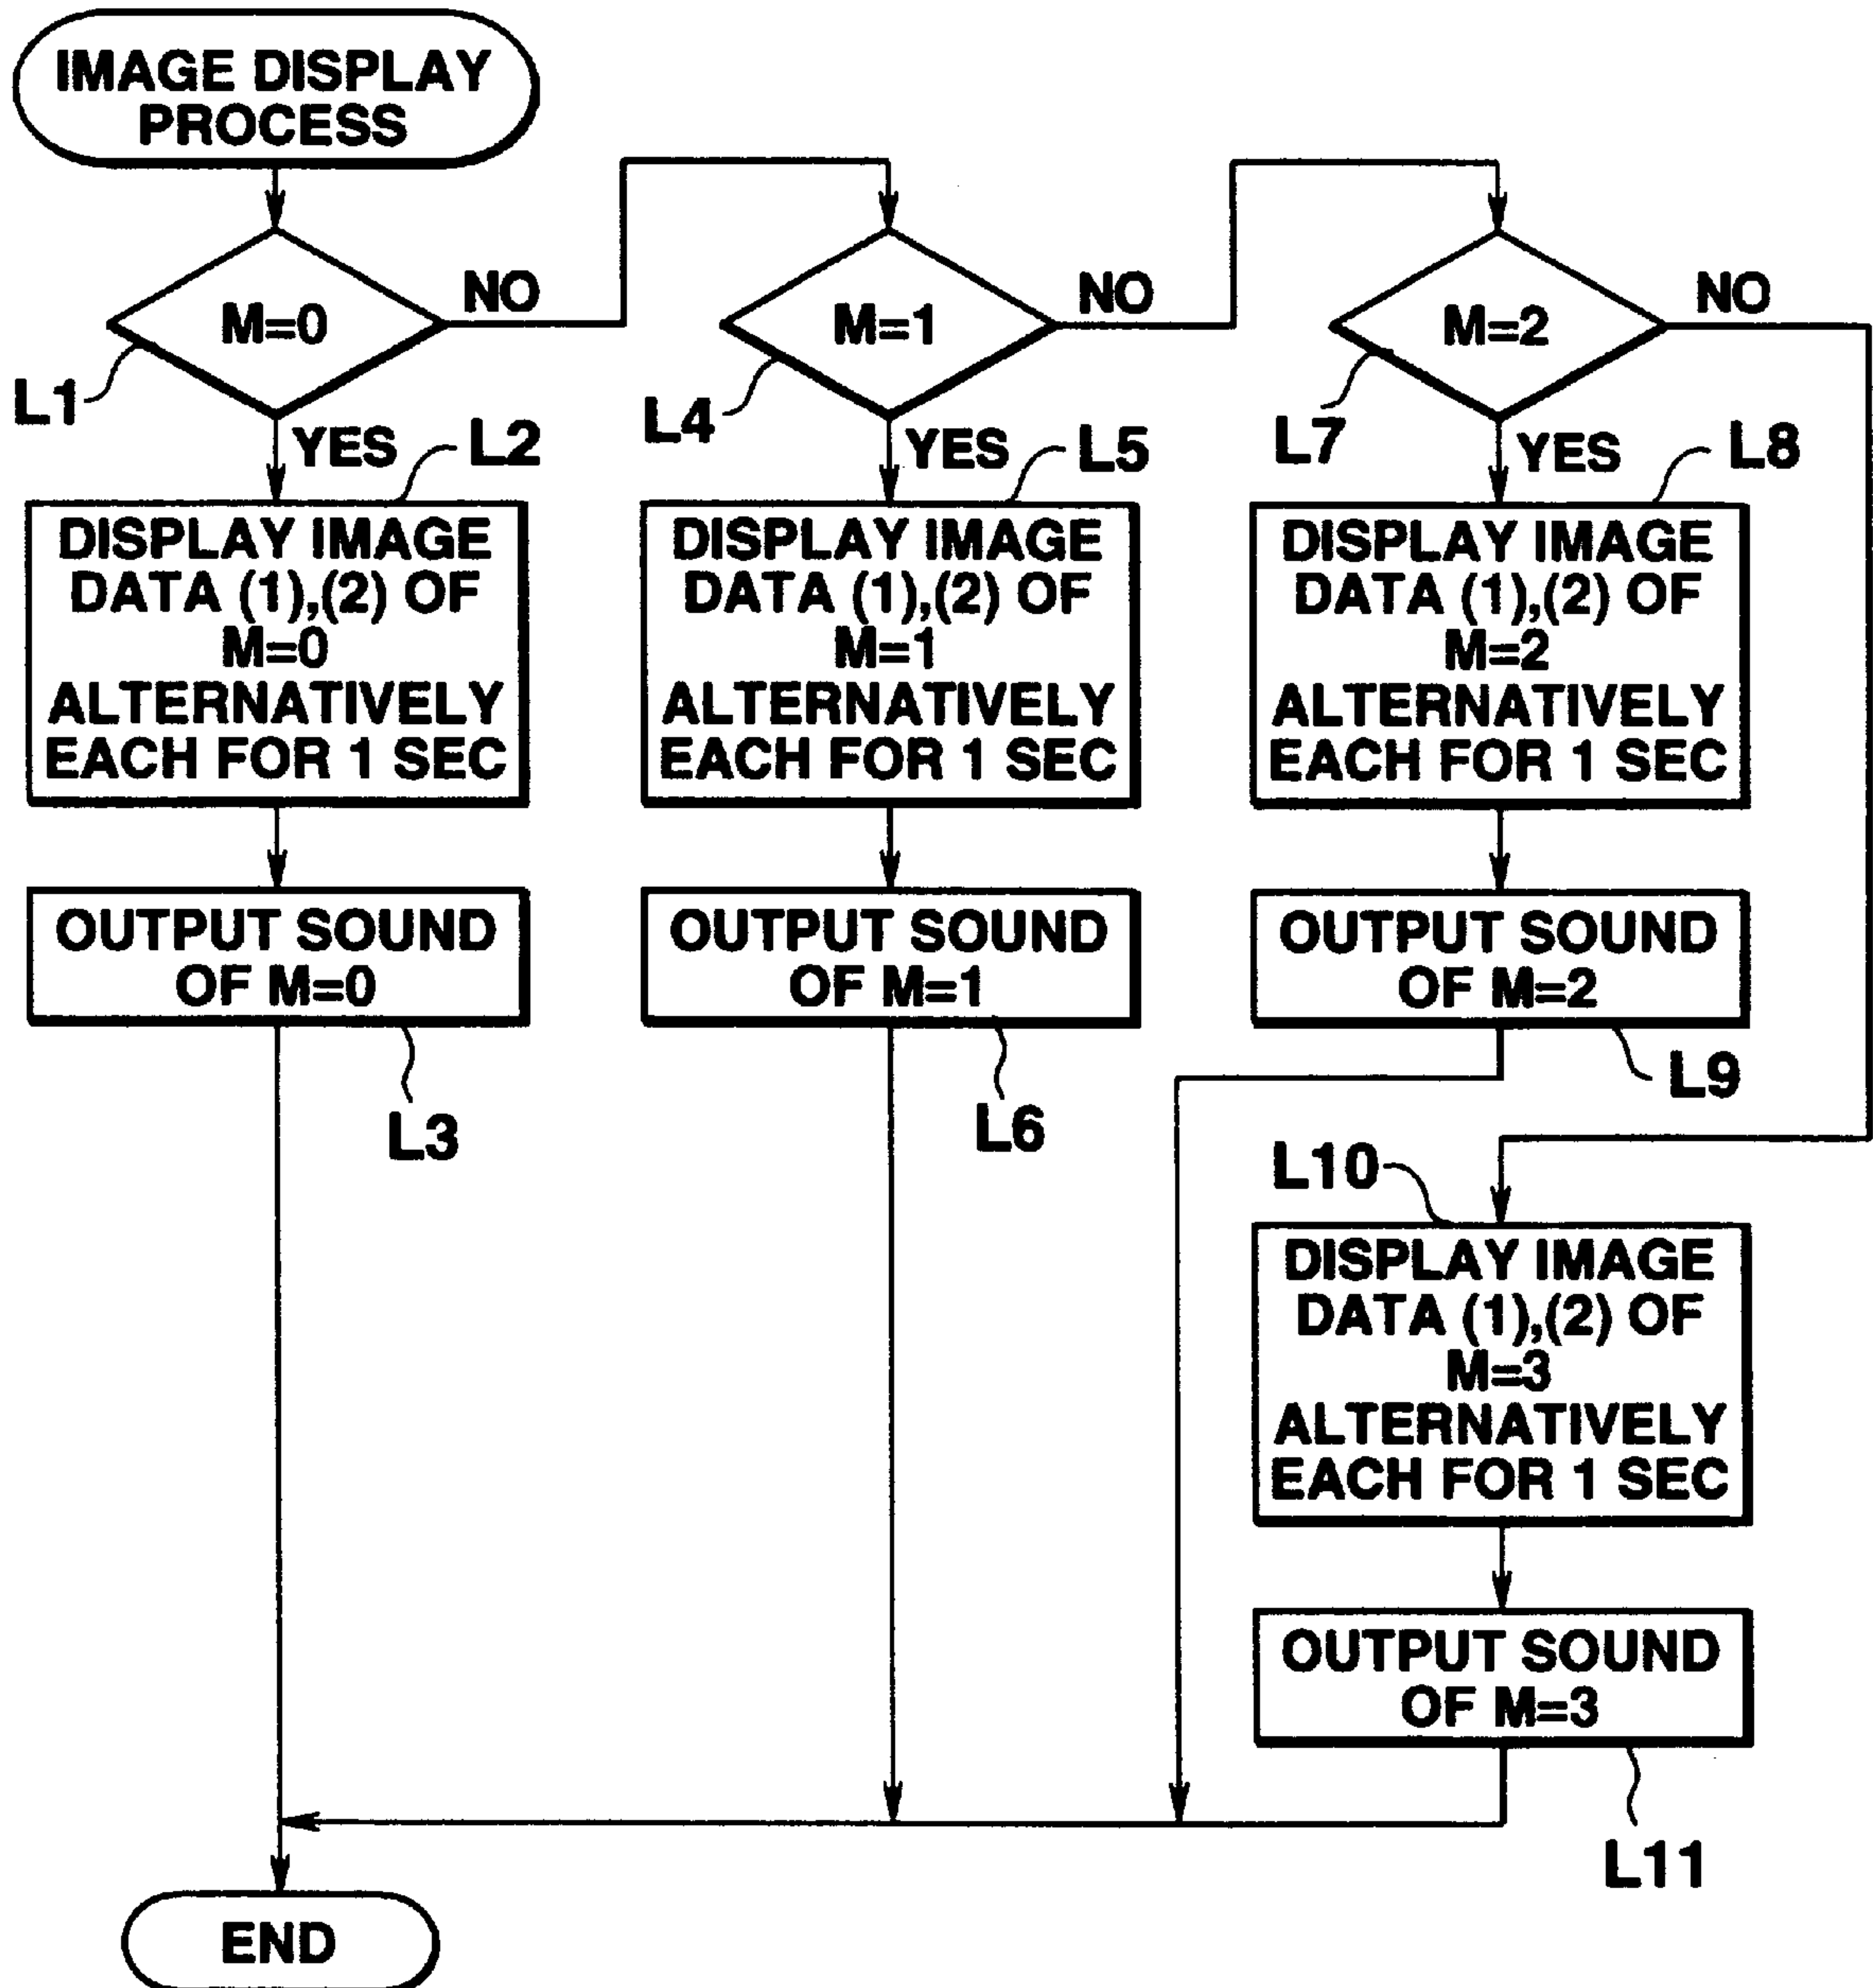 IMAGE DISPLAY
PROCESS
M=0
NO
L1
YES
L2
DISPLAY IMAGE
DATA (1),(2) OF
M=0
ALTERNATIVELY
EACH FOR 1 SEC
OUTPUT SOUND
OF M=0
L3
M=1
NO
L4
YES
L5
DISPLAY IMAGE
DATA (1),(2) OF
M=1
ALTERNATIVELY
EACH FOR 1 SEC
OUTPUT SOUND
OF M=1
L6
M=2
NO
L7
YES
L8
DISPLAY IMAGE
DATA (1),(2) OF
M=2
ALTERNATIVELY
EACH FOR 1 SEC
OUTPUT SOUND
OF M=2
L9
L10
DISPLAY IMAGE
DATA (1),(2) OF
M=3
ALTERNATIVELY
EACH FOR 1 SEC
OUTPUT SOUND
OF M=3
L11
END